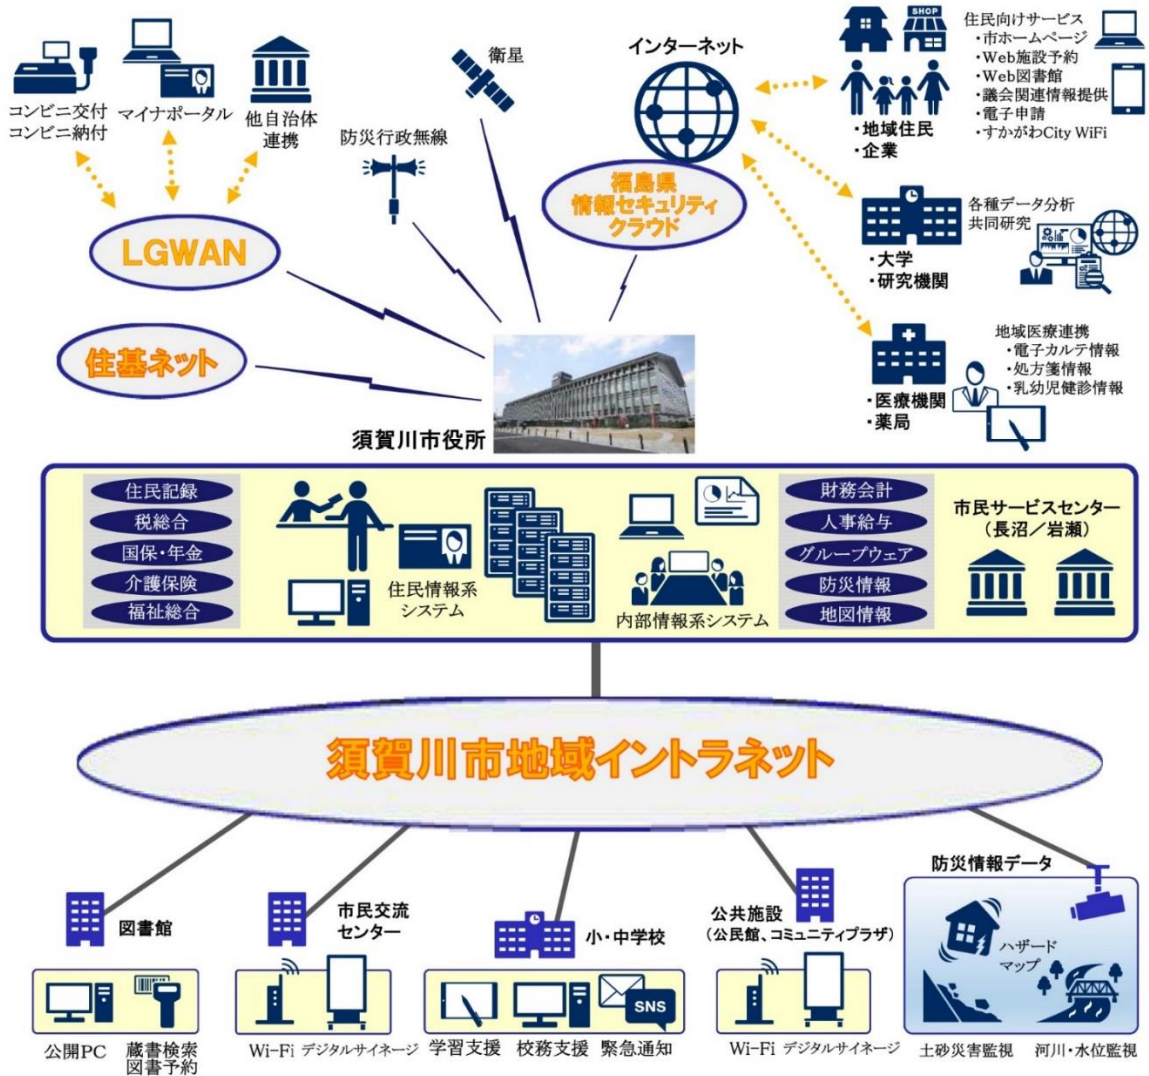 コンビニ交付
コンビニ納付
マイナポータル
他自治体
連携
LGWAN
住基ネット
防災行政無線
衛星
インターネット
福島県
情報セキュリティ
クラウド
SHOP
・地域住民
・企業
住民向けサービス
・市ホームページ
・Web施設予約
・Web図書館
・議会関連情報提供
・電子申請
・すかがわCity WiFi
・大学
・研究機関
各種データ分析
共同研究
・医療機関
・薬局
地域医療連携
・電子カルテ情報
・処方箋情報
・乳幼児健診情報
須賀川市役所
住民記録
税総合
国保・年金
介護保険
福祉総合
住民情報系
システム
内部情報系システム
財務会計
人事給与
グループウェア
防災情報
地図情報
市民サービスセンター
（長沼／岩瀬）
須賀川市地域イントラネット
図書館
公開PC
蔵書検索
図書予約
市民交流
センター
Wi-Fi
デジタルサイネージ
小・中学校
SNS
学習支援
校務支援
緊急通知
公共施設
（公民館、コミュニティプラザ）
Wi-Fi
デジタルサイネージ
防災情報データ
ハザード
マップ
土砂災害監視
河川・水位監視